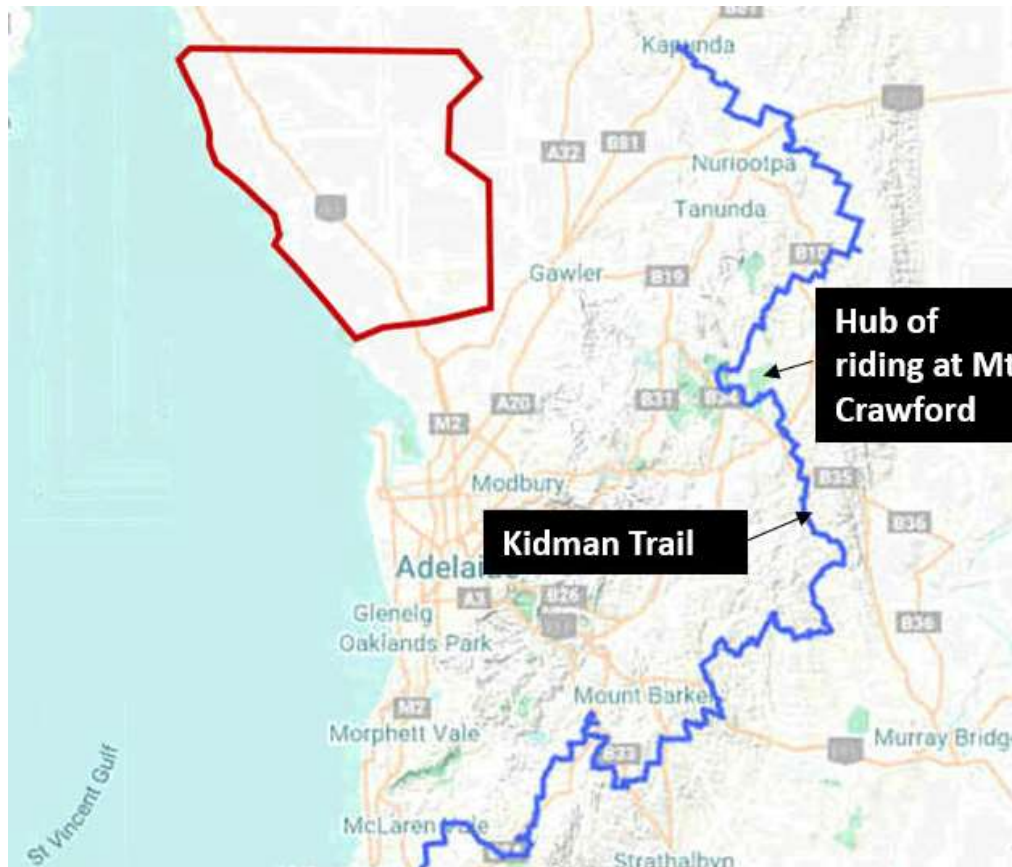 Kapunda
B81
A32
Nuriootpa
Tanunda
B19
Gawler
B19
Hub of
riding at Mt
Crawford
B31
B34
A20
M2
Modbury
B35
Kidman Trail
B36
Adelaide
A3
B26
Glenelg
Oaklands Park
B36
Mount Barker
M2
Morphett Vale
B33
Murray Bridge
St Vincent Gulf
McLaren Vale
Strathalbyn